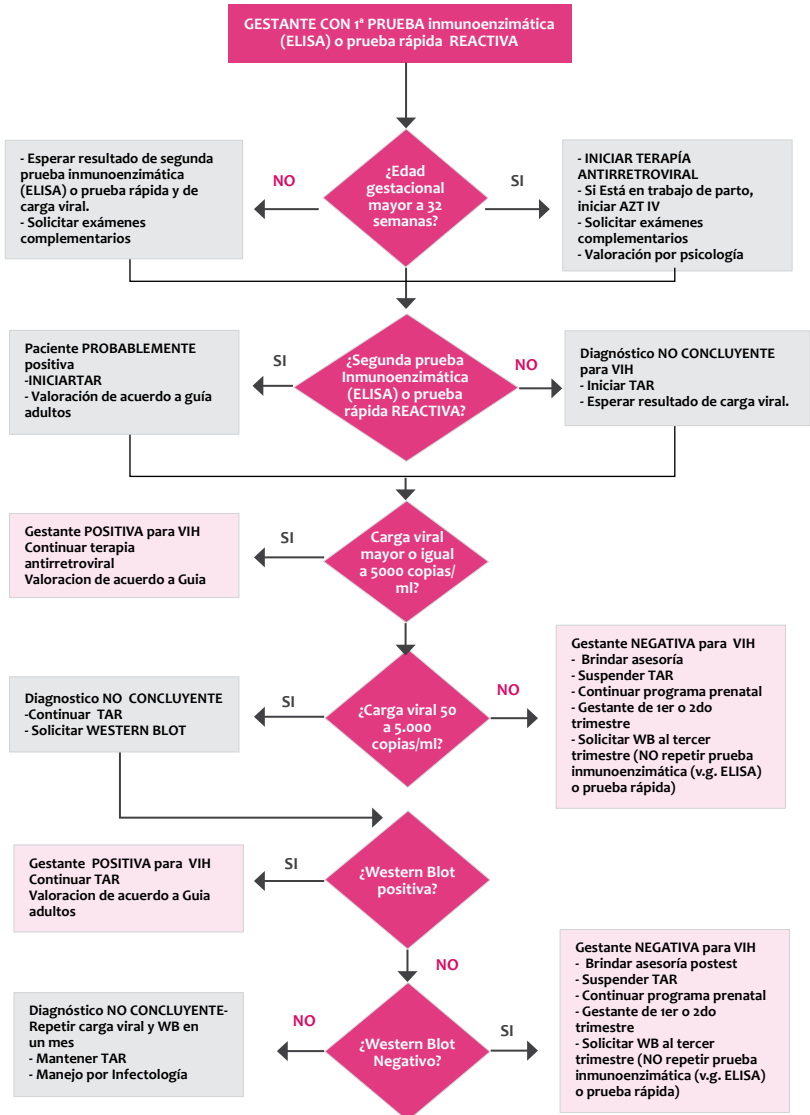 GESTANTE CON 1ª PRUEBA inmunoenzimática
(ELISA) o prueba rápida REACTIVA
- Esperar resultado de segunda
prueba inmunoenzimática
(ELISA) o prueba rápida y de
carga viral.
- Solicitar exámenes
complementarios
NO
¿Edad
gestacional
mayor a 32
semanas?
SI
- INICIAR TERAPÍA
ANTIRRETROVIRAL
- Si Está en trabajo de parto,
iniciar AZT IV
- Solicitar exámenes
complementarios
- Valoración por psicología
Paciente PROBABLEMENTE
positiva
-INICIARTAR
- Valoración de acuerdo a guía
adultos
SI
¿Segunda prueba
Inmunoenzimática
(ELISA) o prueba
rápida REACTIVA?
NO
Diagnóstico NO CONCLUYENTE
para VIH
- Iniciar TAR
- Esperar resultado de carga viral.
Gestante POSITIVA para VIH
Continuar terapia
antirretroviral
Valoracion de acuerdo a Guia
SI
Carga viral
mayor o igual
a 5000 copias/
ml?
Diagnostico NO CONCLUYENTE
-Continuar TAR
- Solicitar WESTERN BLOT
SI
¿Carga viral 50
a 5.000
copias/ml?
NO
Gestante NEGATIVA para VIH
- Brindar asesoría
- Suspender TAR
- Continuar programa prenatal
- Gestante de 1er o 2do
trimestre
- Solicitar WB al tercer
trimestre (NO repetir prueba
inmunoenzimática (v.g. ELISA)
o prueba rápida)
Gestante POSITIVA para VIH
Continuar TAR
Valoracion de acuerdo a Guia
adultos
SI
¿Western Blot
positiva?
NO
Diagnóstico NO CONCLUYENTE-
Repetir carga viral y WB en
un mes
- Mantener TAR
- Manejo por Infectología
NO
¿Western Blot
Negativo?
SI
Gestante NEGATIVA para VIH
- Brindar asesoría postest
- Suspender TAR
- Continuar programa prenatal
- Gestante de 1er o 2do
trimestre
- Solicitar WB al tercer
trimestre (NO repetir prueba
inmunoenzimática (v.g. ELISA)
o prueba rápida)